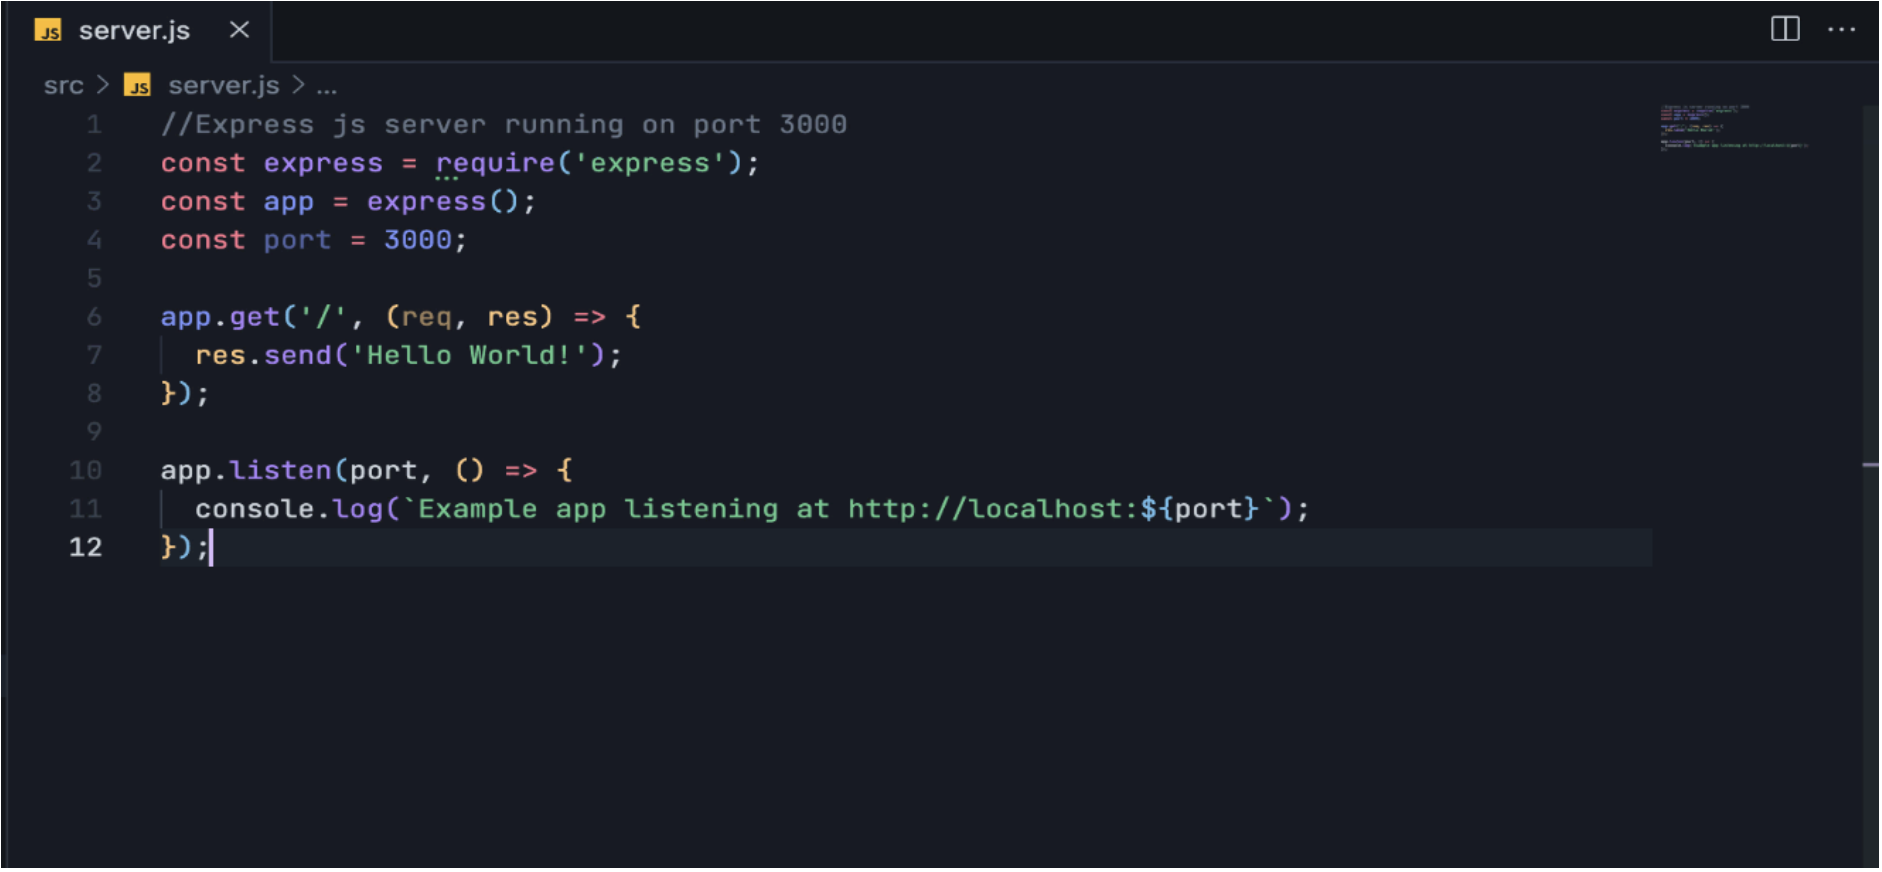 JS server.js ×
src > JS server.js > ...
1 //Express js server running on port 3000
2 const express = require('express');
3 const app = express();
4 const port = 3000;
5
6 app.get('/', (req, res) => {
7   res.send('Hello World!');
8 });
9
10 app.listen(port, () => {
11   console.log(`Example app listening at http://localhost:${port}`);
12 });